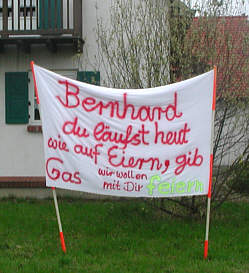 Bernhard
du läufst heut
wie auf Eiern, gib
Gas wir wollen
mit Dir feiern